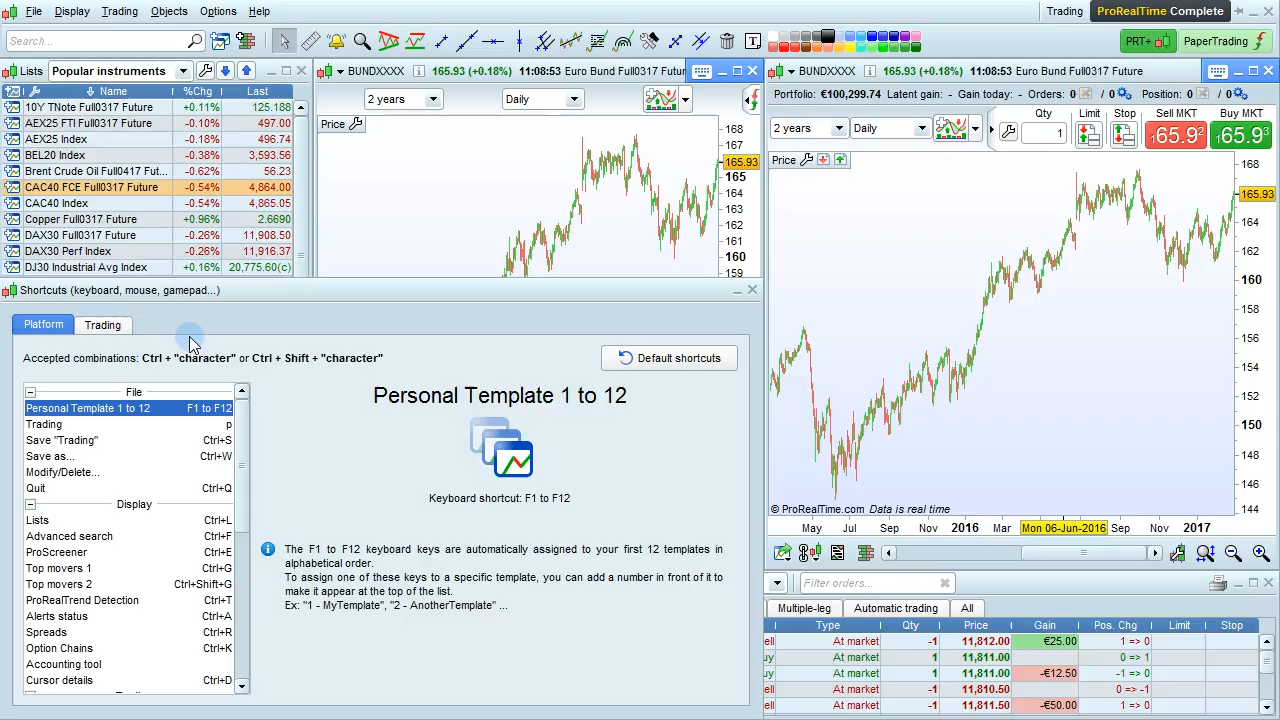 File Display Trading Objects Options Help Trading ProRealTime Complete
Search... PRT+ PaperTrading
Lists Popular instruments
Name %Chg Last
10Y TNote Full0317 Future +0.11% 125.188
AEX25 FTI Full0317 Future -0.10% 497.00
AEX25 Index -0.18% 496.74
BEL20 Index -0.38% 3,593.56
Brent Crude Oil Full0417 Fut... -0.62% 56.23
CAC40 FCE Full0317 Future -0.54% 4,864.00
CAC40 Index -0.54% 4,865.05
Copper Full0317 Future +0.96% 2.6690
DAX30 Full0317 Future -0.26% 11,908.50
DAX30 Perf Index -0.26% 11,916.37
DJ30 Industrial Avg Index +0.16% 20,775.60(c)
BUNDXXXX 165.93 (+0.18%) 11:08:53 Euro Bund Full0317 Futur
2 years Daily
Price
168
167
165.93
165
164
163
162
161
160
159
BUNDXXXX 165.93 (+0.18%) 11:08:53 Euro Bund Full0317 Future
Portfolio: €100,299.74 Latent gain: - Gain today: - Orders: 0 / 0 Position: 0 / 0
2 years Daily Qty 1 Limit Stop Sell MKT 165.92 Buy MKT 165.93
Price
168
165.93
164
162
160
158
156
154
152
150
148
146
144
© ProRealTime.com Data is real time
May Jul Sep Nov 2016 Mar Mon 06-Jun-2016 Sep Nov 2017
Shortcuts (keyboard, mouse, gamepad...)
Platform Trading
Accepted combinations: Ctrl + "character" or Ctrl + Shift + "character"
Default shortcuts
File
Personal Template 1 to 12 F1 to F12
Trading p
Save "Trading" Ctrl+S
Save as... Ctrl+W
Modify/Delete...
Quit Ctrl+Q
Display
Lists Ctrl+L
Advanced search Ctrl+F
ProScreener Ctrl+E
Top movers 1 Ctrl+G
Top movers 2 Ctrl+Shift+G
ProRealTrend Detection Ctrl+T
Alerts status Ctrl+A
Spreads Ctrl+R
Option Chains Ctrl+K
Accounting tool
Cursor details Ctrl+D
Personal Template 1 to 12
Keyboard shortcut: F1 to F12
The F1 to F12 keyboard keys are automatically assigned to your first 12 templates in
alphabetical order.
To assign one of these keys to a specific template, you can add a number in front of it to
make it appear at the top of the list.
Ex: "1 - MyTemplate", "2 - AnotherTemplate" ...
Filter orders...
Multiple-leg Automatic trading All
Type Qty Price Gain Pos. Chg Limit Stop
ell At market -1 11,812.00 €25.00 1 => 0
uy At market 1 11,811.00 0 => 1
uy At market 1 11,811.00 -€12.50 -1 => 0
ell At market -1 11,810.50 0 => -1
ell At market -1 11,811.50 -€50.00 1 => 0